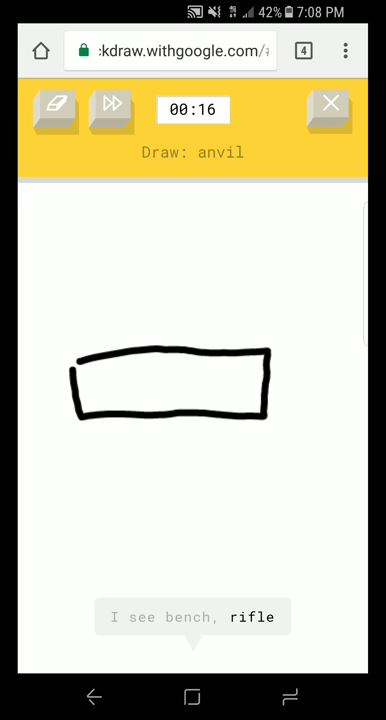 42% 7:08 PM
:kdraw.withgoogle.com/
4
00:16
Draw: anvil
I see bench, rifle